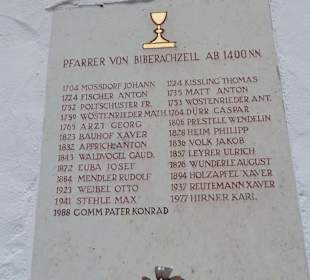 PFARRER VON BIBERACHZELL AB 1400 NN.
1704 MOSSDORF JOHANN
1724 FISCHER ANTON
1752 POLTSCHUSTER FR.
1759 WÖSTENRIEDER MATH.
1765 ARZT GEORG
1823 BAUHOF XAVER
1832 APPRICH ANTON
1843 WALDVOGEL GAUD.
1872 EUBA JOSEF
1884 MENDLER RUDOLF
1923 WEIBEL OTTO
1941 STEHLE MAX
1988 GOMM PATER KONRAD
1724 KISSLING THOMAS
1735 MATT ANTON
1753 WÖSTENRIEDER ANT.
1764 DÜRR CASPAR
1806 PRESTELE WENDELIN
1828 HEIM PHILIPP
1836 VOLK JAKOB
1857 LEYRER ULRICH
1876 WUNDERLE AUGUST
1894 HOLZAPFEL XAVER
1937 REUTEMANN XAVER
1977 HIRNER KARL